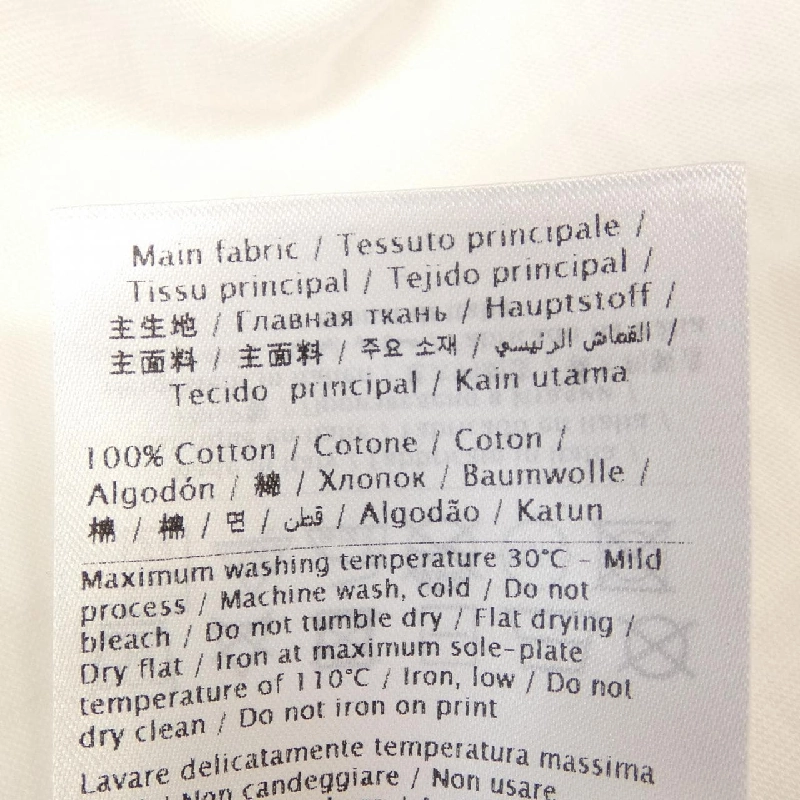 Main fabric / Tessuto principale /
Tissu principal / Tejido principal /
主生地 / Главная ткань / Hauptstoff /
主面料 / 主面料 / 주요 소재 / القماش الرئيسي /
Tecido principal / Kain utama
100% Cotton / Cotone / Coton /
Algodón / 綿 / Хлопок / Baumwolle /
棉 / 棉 / 면 / قطن / Algodão / Katun
Maximum washing temperature 30°C - Mild
process / Machine wash, cold / Do not
bleach / Do not tumble dry / Flat drying /
Dry flat / Iron at maximum sole-plate
temperature of 110°C / Iron, low / Do not
dry clean / Do not iron on print
Lavare delicatamente temperatura massima
/ Non candeggiare / Non usare